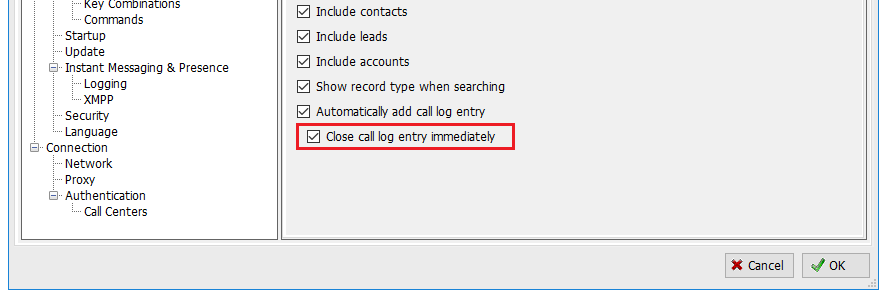 Key Combinations
Commands
Startup
Update
Instant Messaging & Presence
Logging
XMPP
Security
Language
Connection
Network
Proxy
Authentication
Call Centers
Include contacts
Include leads
Include accounts
Show record type when searching
Automatically add call log entry
Close call log entry immediately
Cancel
OK